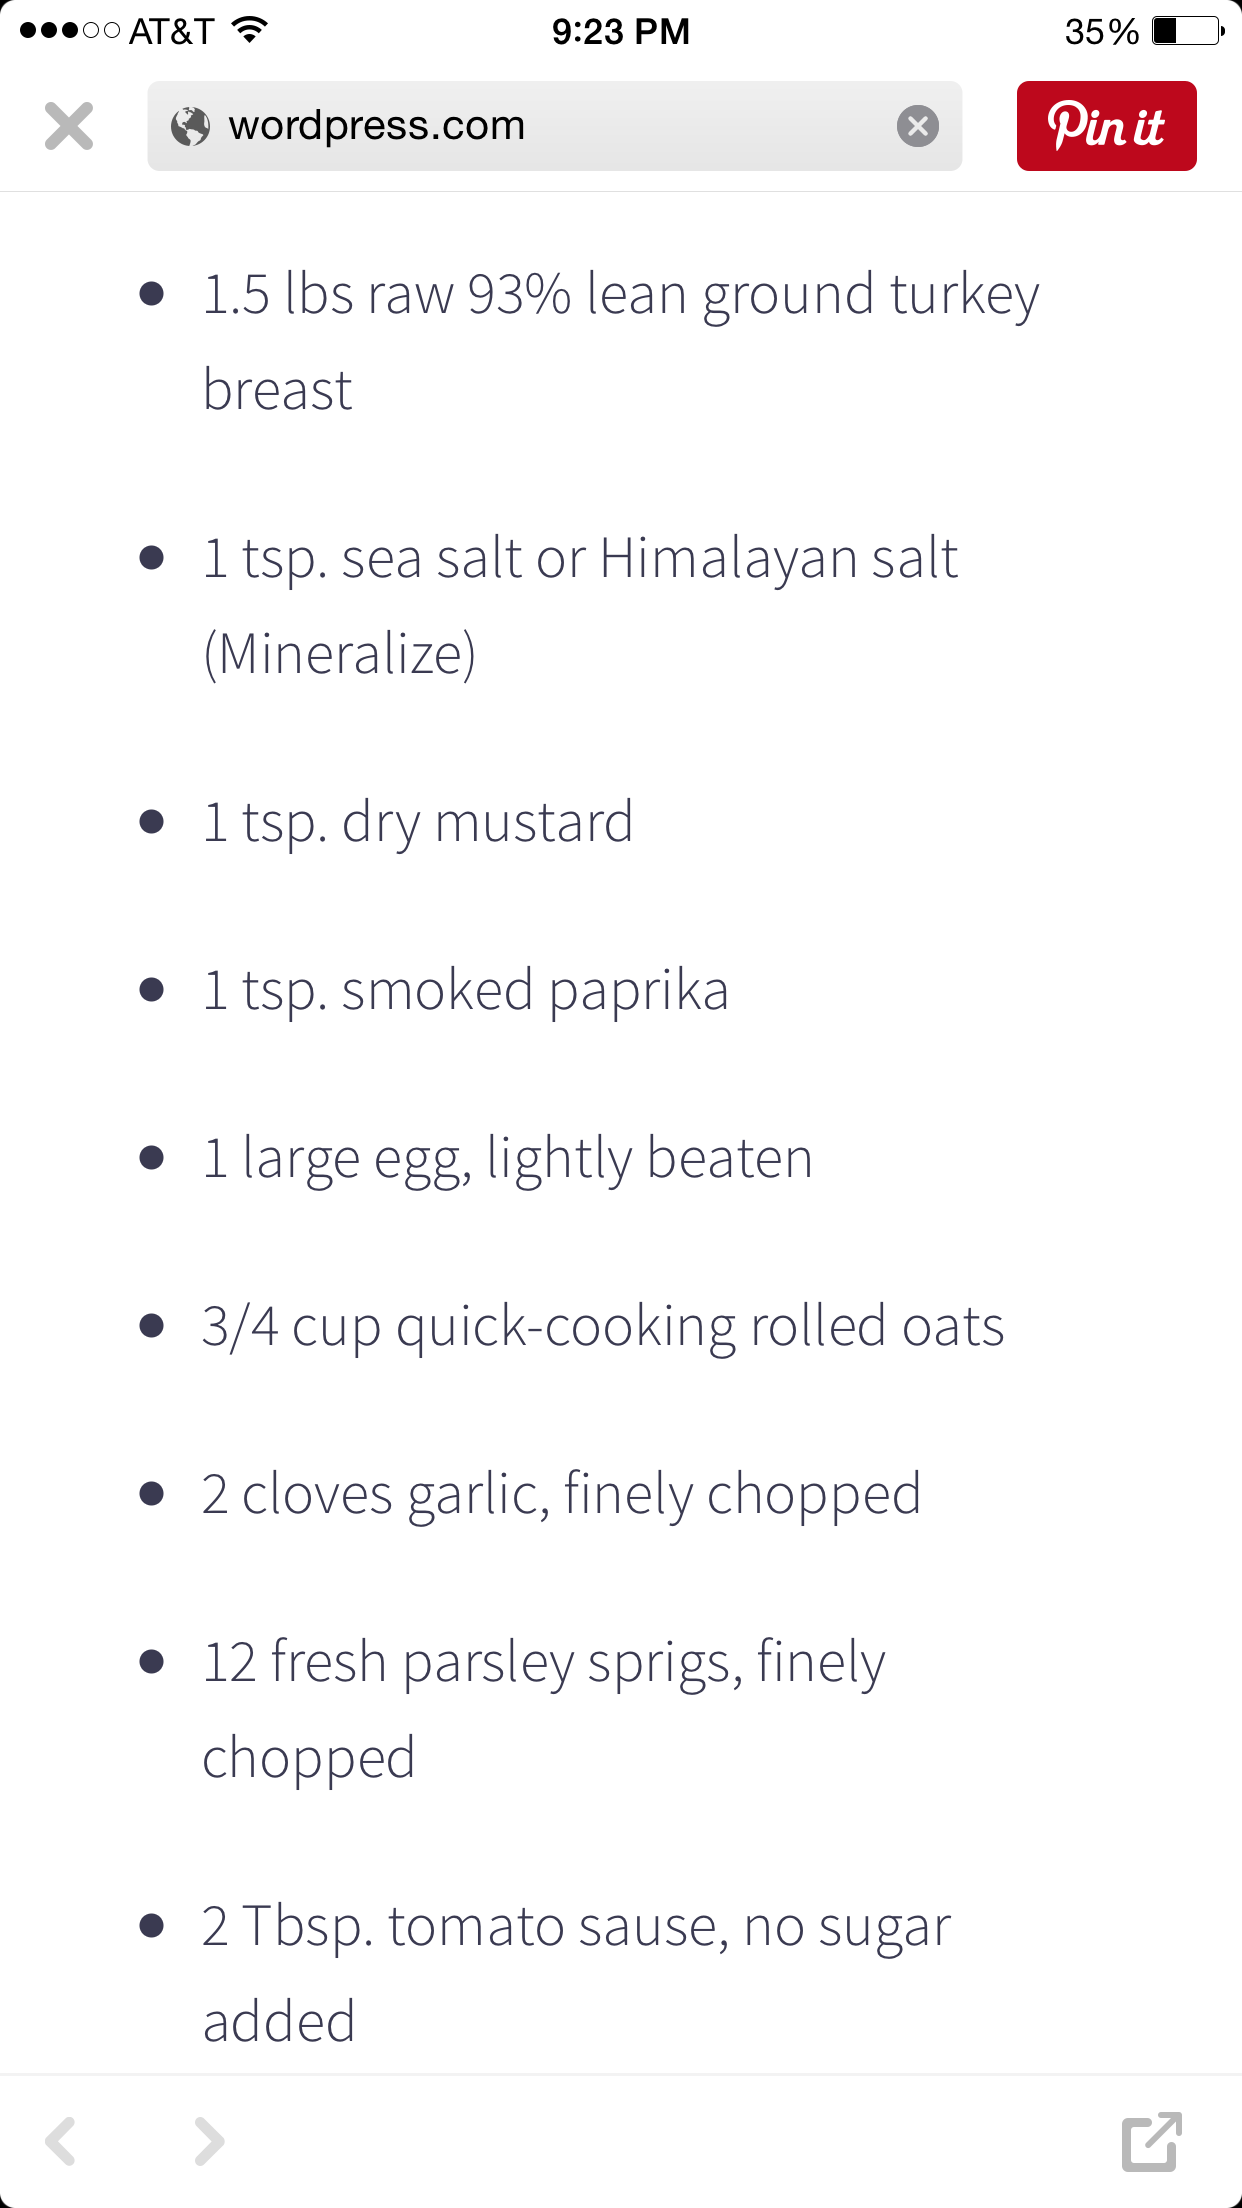 AT&T 9:23 PM 35%
wordpress.com Pin it
• 1.5 lbs raw 93% lean ground turkey
breast
• 1 tsp. sea salt or Himalayan salt
(Mineralize)
• 1 tsp. dry mustard
• 1 tsp. smoked paprika
• 1 large egg, lightly beaten
• 3/4 cup quick-cooking rolled oats
• 2 cloves garlic, finely chopped
• 12 fresh parsley sprigs, finely
chopped
• 2 Tbsp. tomato sause, no sugar
added